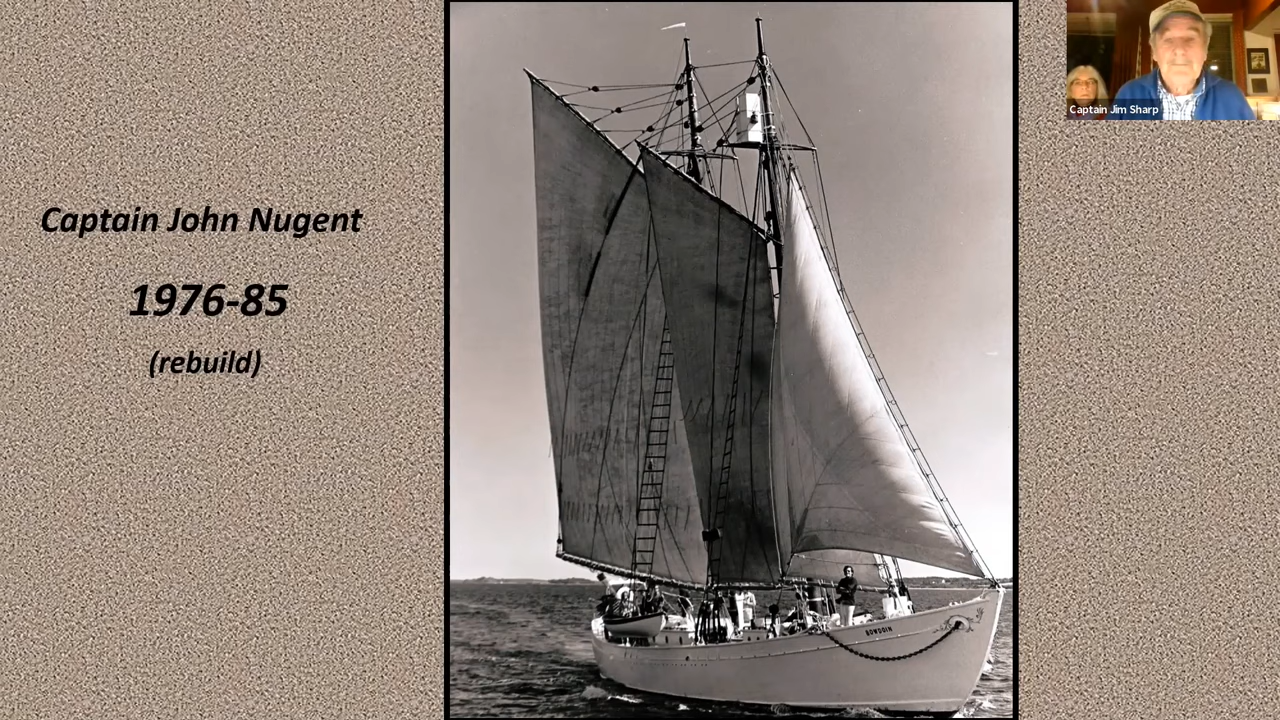 Captain John Nugent
1976-85
(rebuild)
BOWDOIN
Captain Jim Sharp